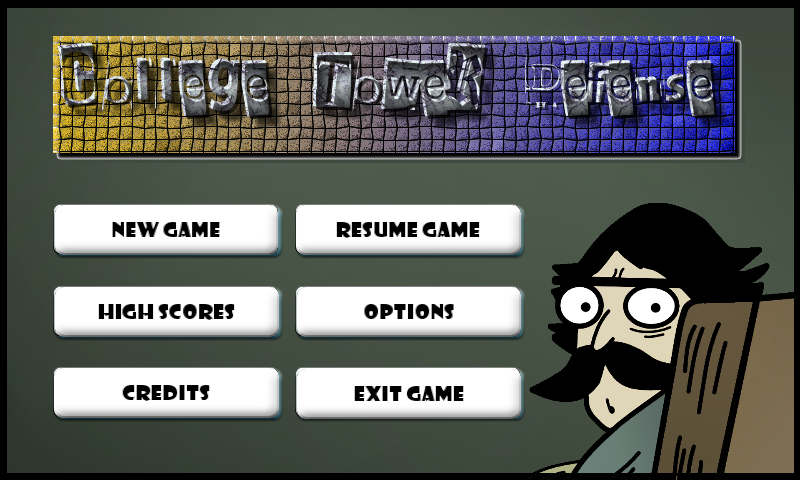 College Tower Defense
NEW GAME
RESUME GAME
HIGH SCORES
OPTIONS
CREDITS
EXIT GAME